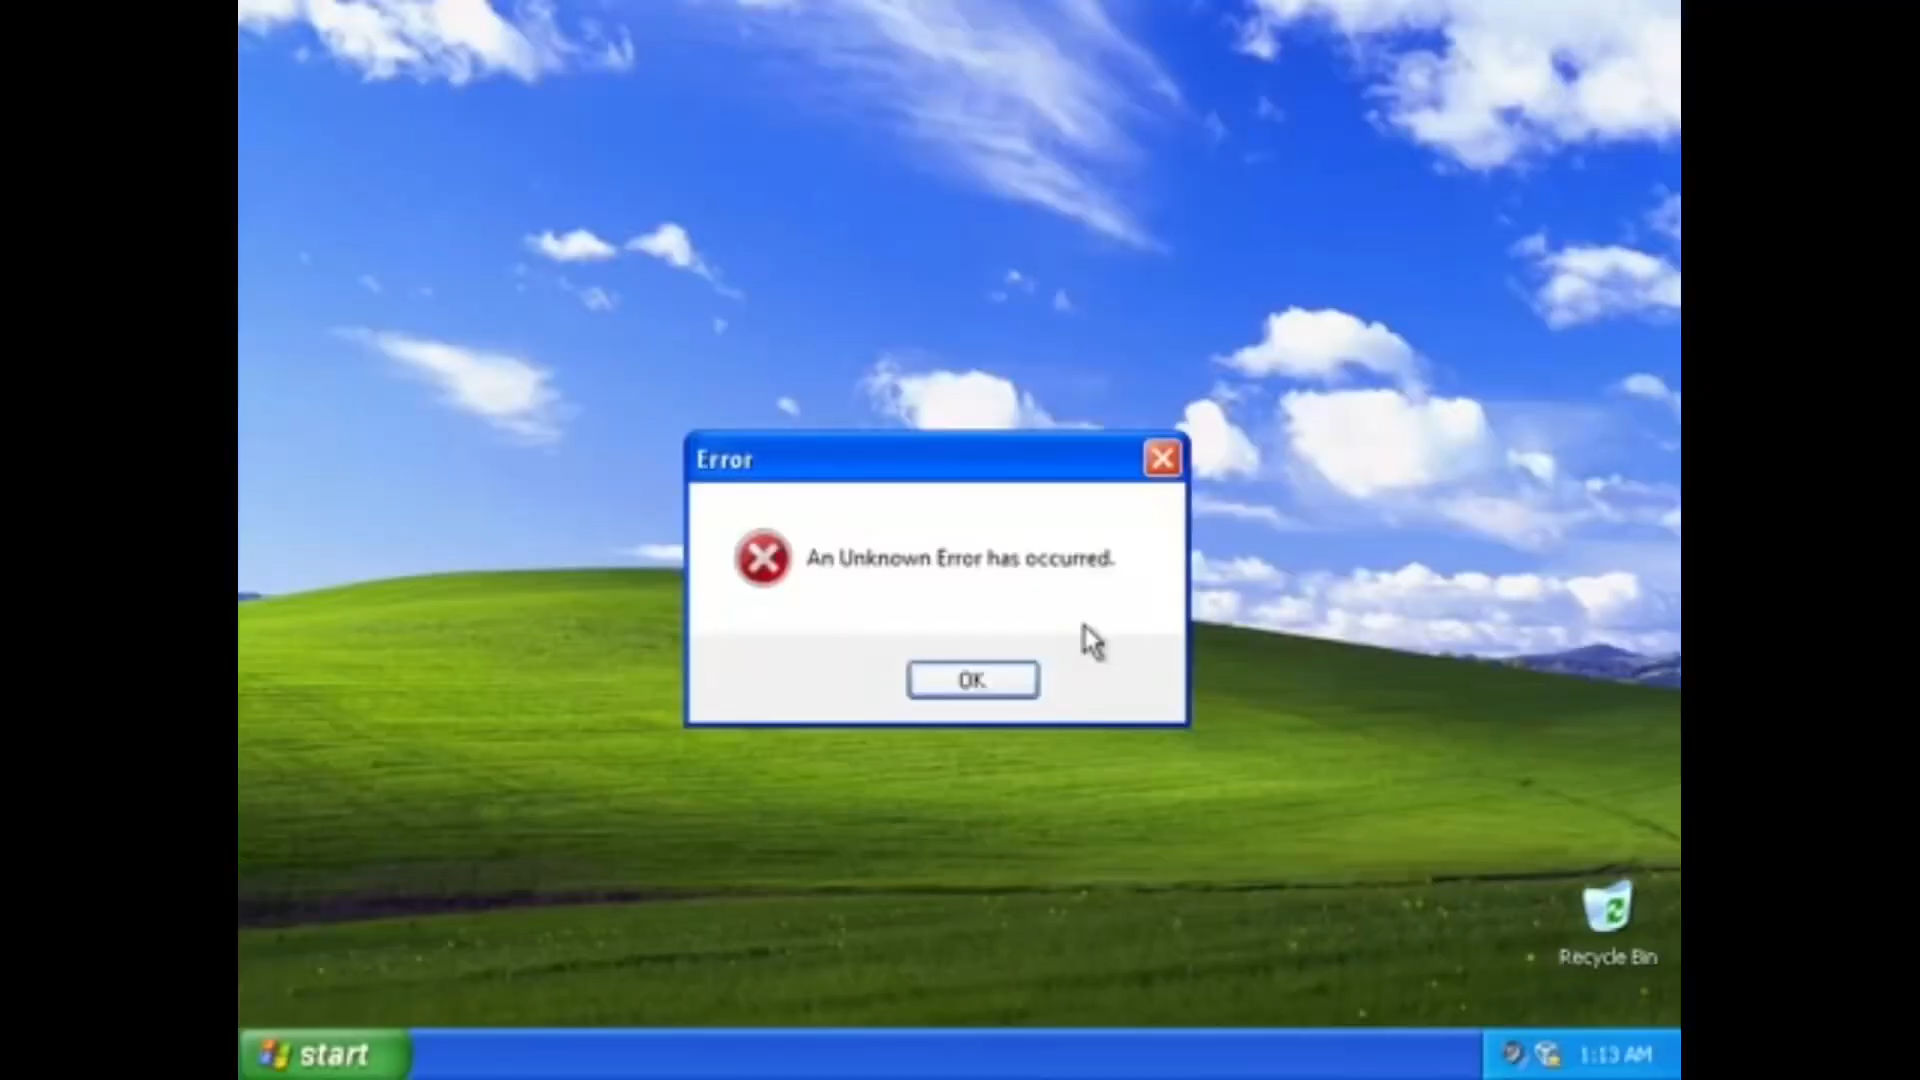 Error
An Unknown Error has occurred.
OK
Recycle Bin
start
1:13 AM